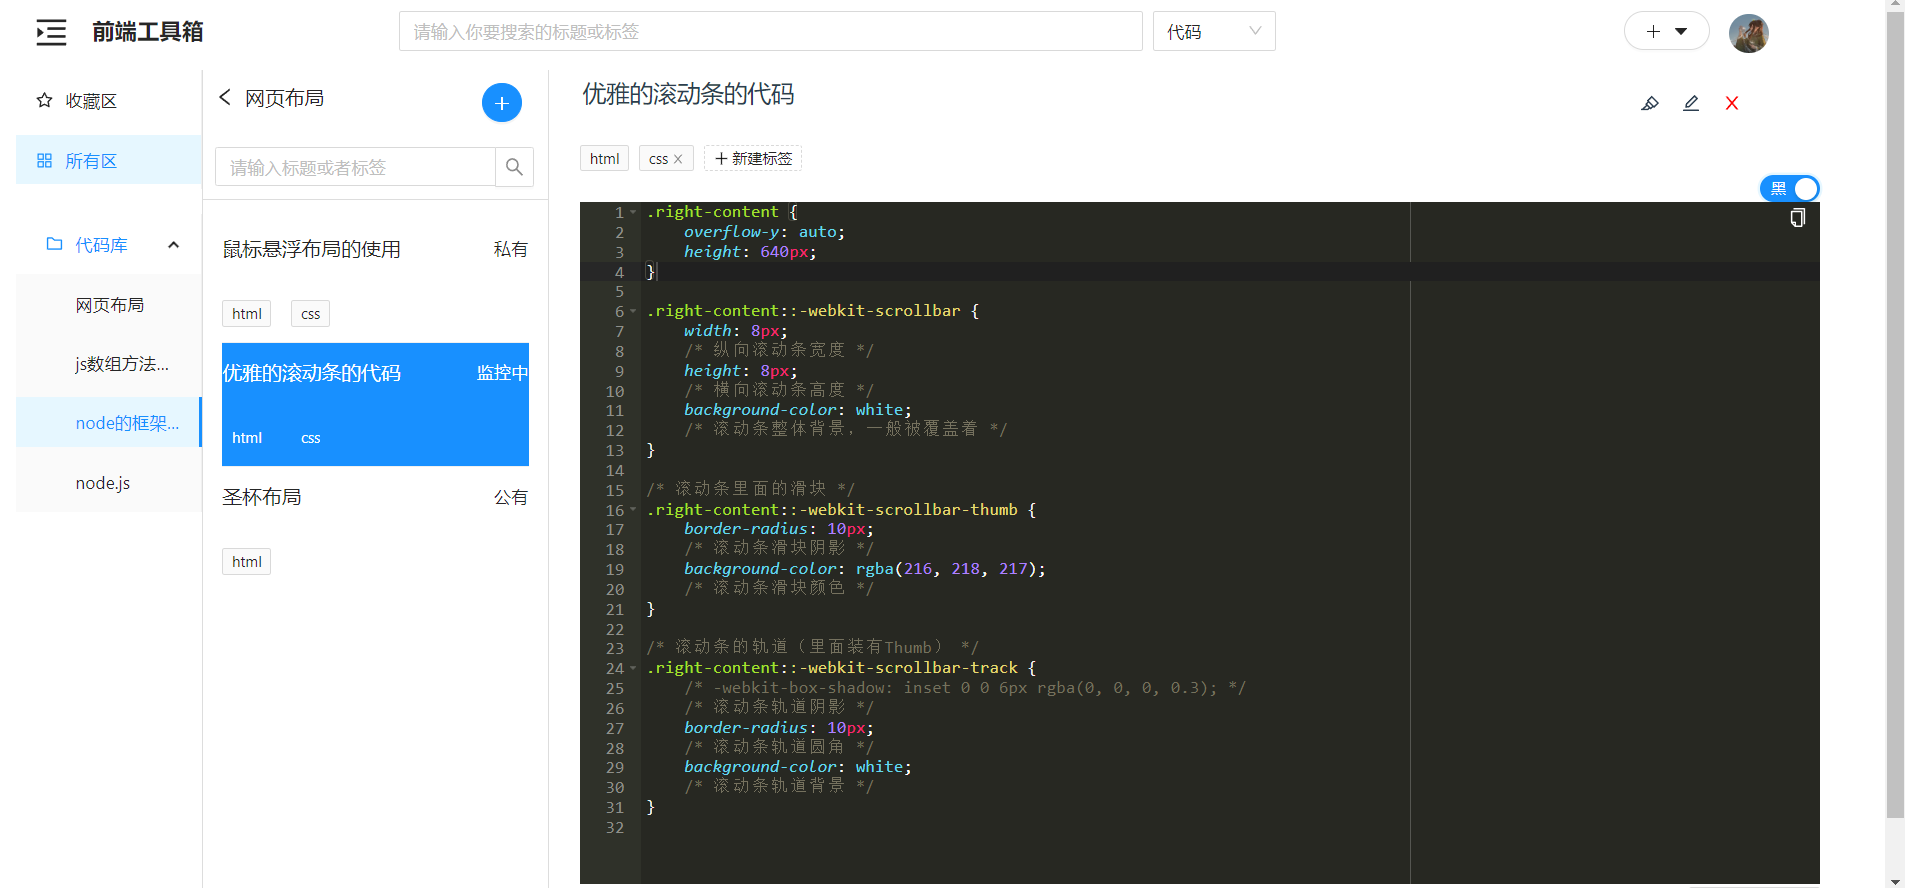 前端工具箱
请输入你要搜索的标题或标签
代码
收藏区
所有区
代码库
网页布局
js数组方法...
node的框架...
node.js
网页布局
请输入标题或者标签
鼠标悬浮布局的使用 私有
html css
优雅的滚动条的代码 监控中
html css
圣杯布局 公有
html
优雅的滚动条的代码
html css 新建标签
黑
1 .right-content {
2 overflow-y: auto;
3 height: 640px;
4 }
5
6 .right-content::-webkit-scrollbar {
7 width: 8px;
8 /* 纵向滚动条宽度 */
9 height: 8px;
10 /* 横向滚动条高度 */
11 background-color: white;
12 /* 滚动条整体背景，一般被覆盖着 */
13 }
14
15 /* 滚动条里面的滑块 */
16 .right-content::-webkit-scrollbar-thumb {
17 border-radius: 10px;
18 /* 滚动条滑块阴影 */
19 background-color: rgba(216, 218, 217);
20 /* 滚动条滑块颜色 */
21 }
22
23 /* 滚动条的轨道（里面装有Thumb） */
24 .right-content::-webkit-scrollbar-track {
25 /* -webkit-box-shadow: inset 0 0 6px rgba(0, 0, 0, 0.3); */
26 /* 滚动条轨道阴影 */
27 border-radius: 10px;
28 /* 滚动条轨道圆角 */
29 background-color: white;
30 /* 滚动条轨道背景 */
31 }
32